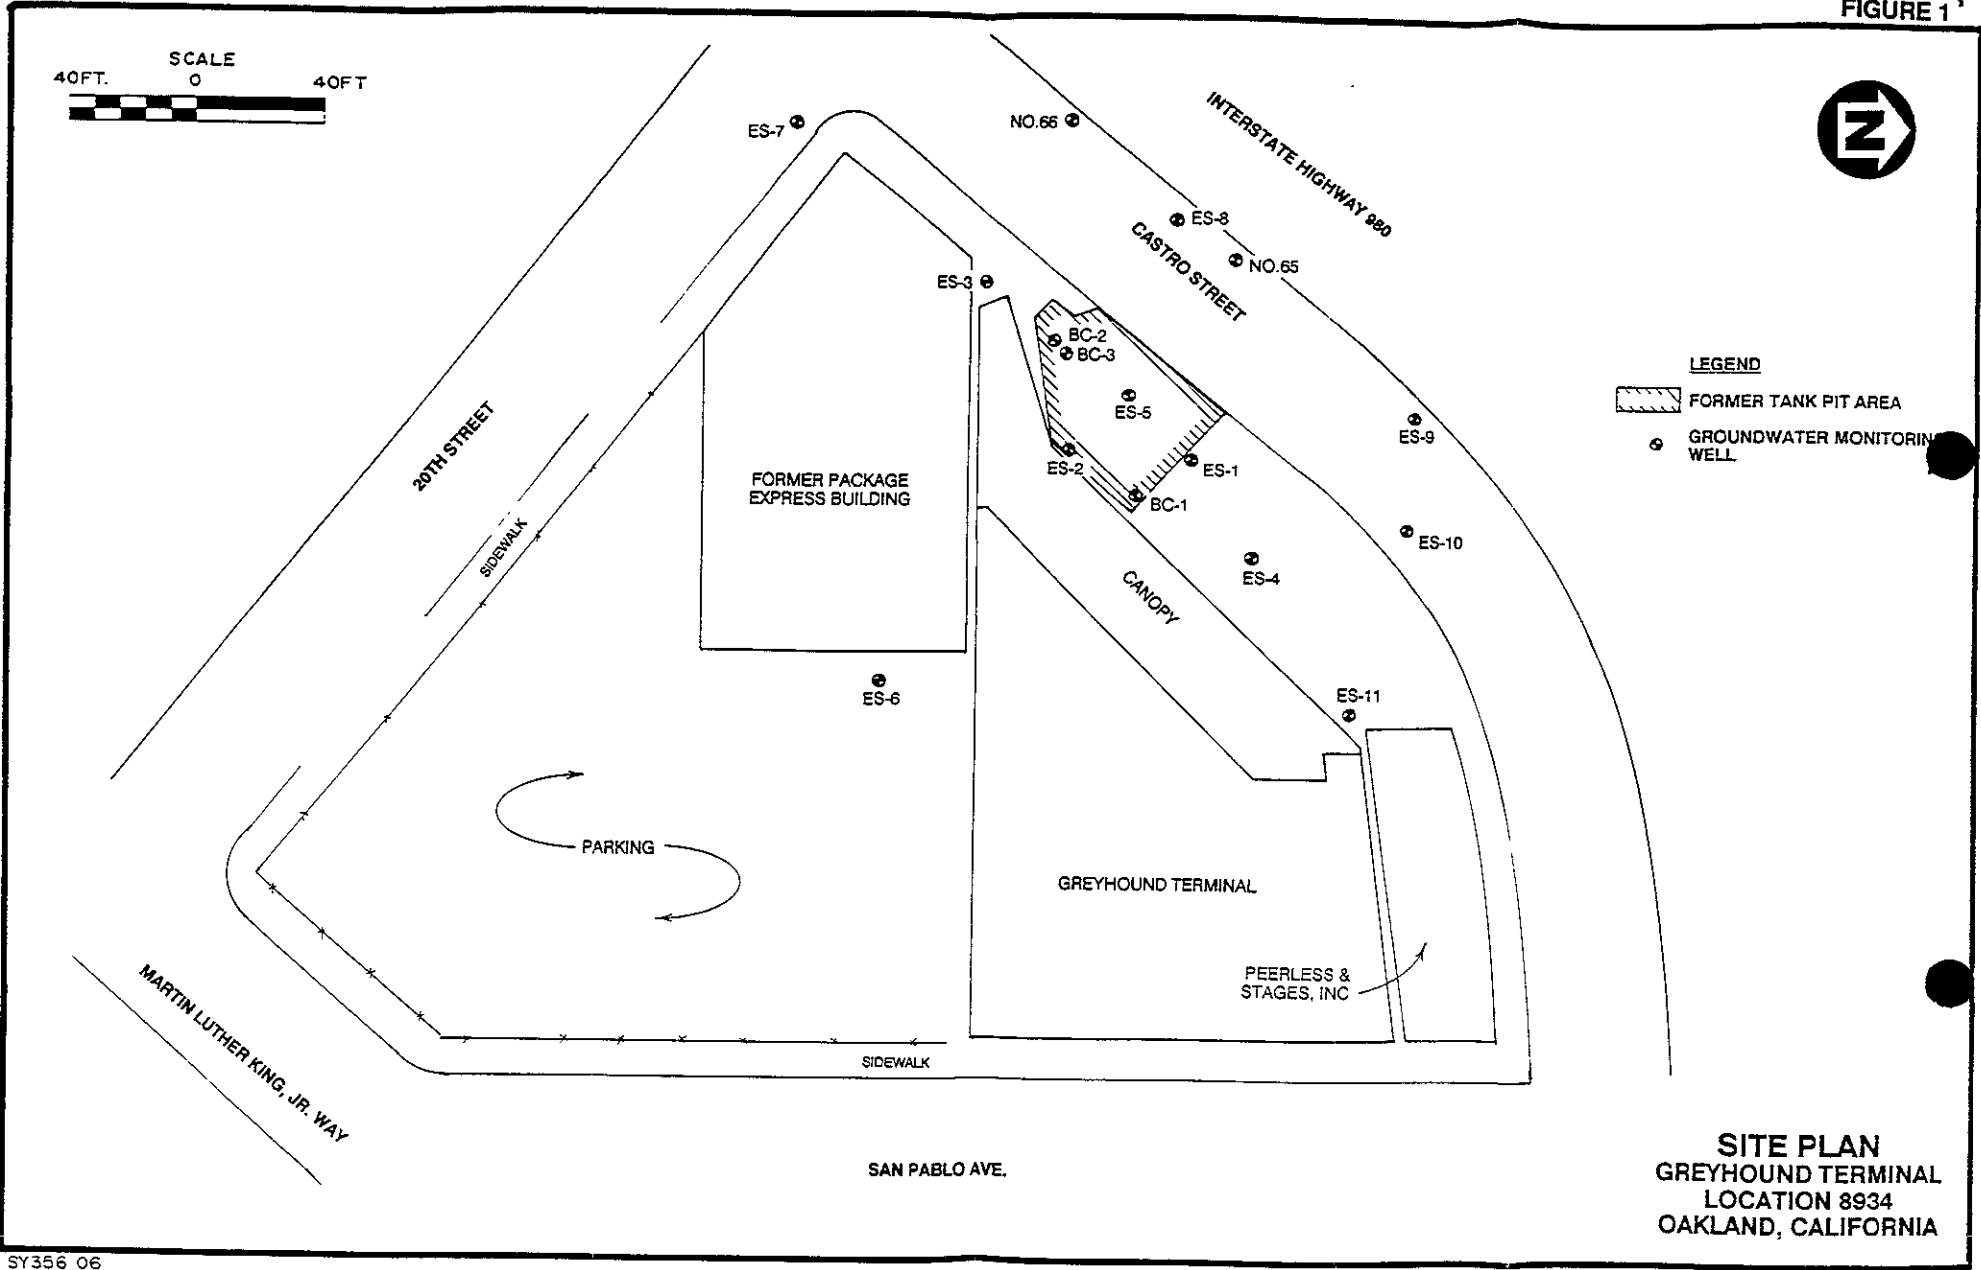 FIGURE 1
SCALE
40FT. 0 40FT
N
ES-7
NO.66
INTERSTATE HIGHWAY 980
ES-8
CASTRO STREET
NO.65
ES-3
BC-2
BC-3
ES-5
ES-2
ES-1
BC-1
ES-9
ES-10
ES-4
LEGEND
FORMER TANK PIT AREA
GROUNDWATER MONITORING
WELL
20TH STREET
SIDEWALK
FORMER PACKAGE
EXPRESS BUILDING
CANOPY
ES-6
ES-11
PARKING
GREYHOUND TERMINAL
PEERLESS &
STAGES, INC
SIDEWALK
MARTIN LUTHER KING, JR. WAY
SAN PABLO AVE.
SITE PLAN
GREYHOUND TERMINAL
LOCATION 8934
OAKLAND, CALIFORNIA
SY356 06